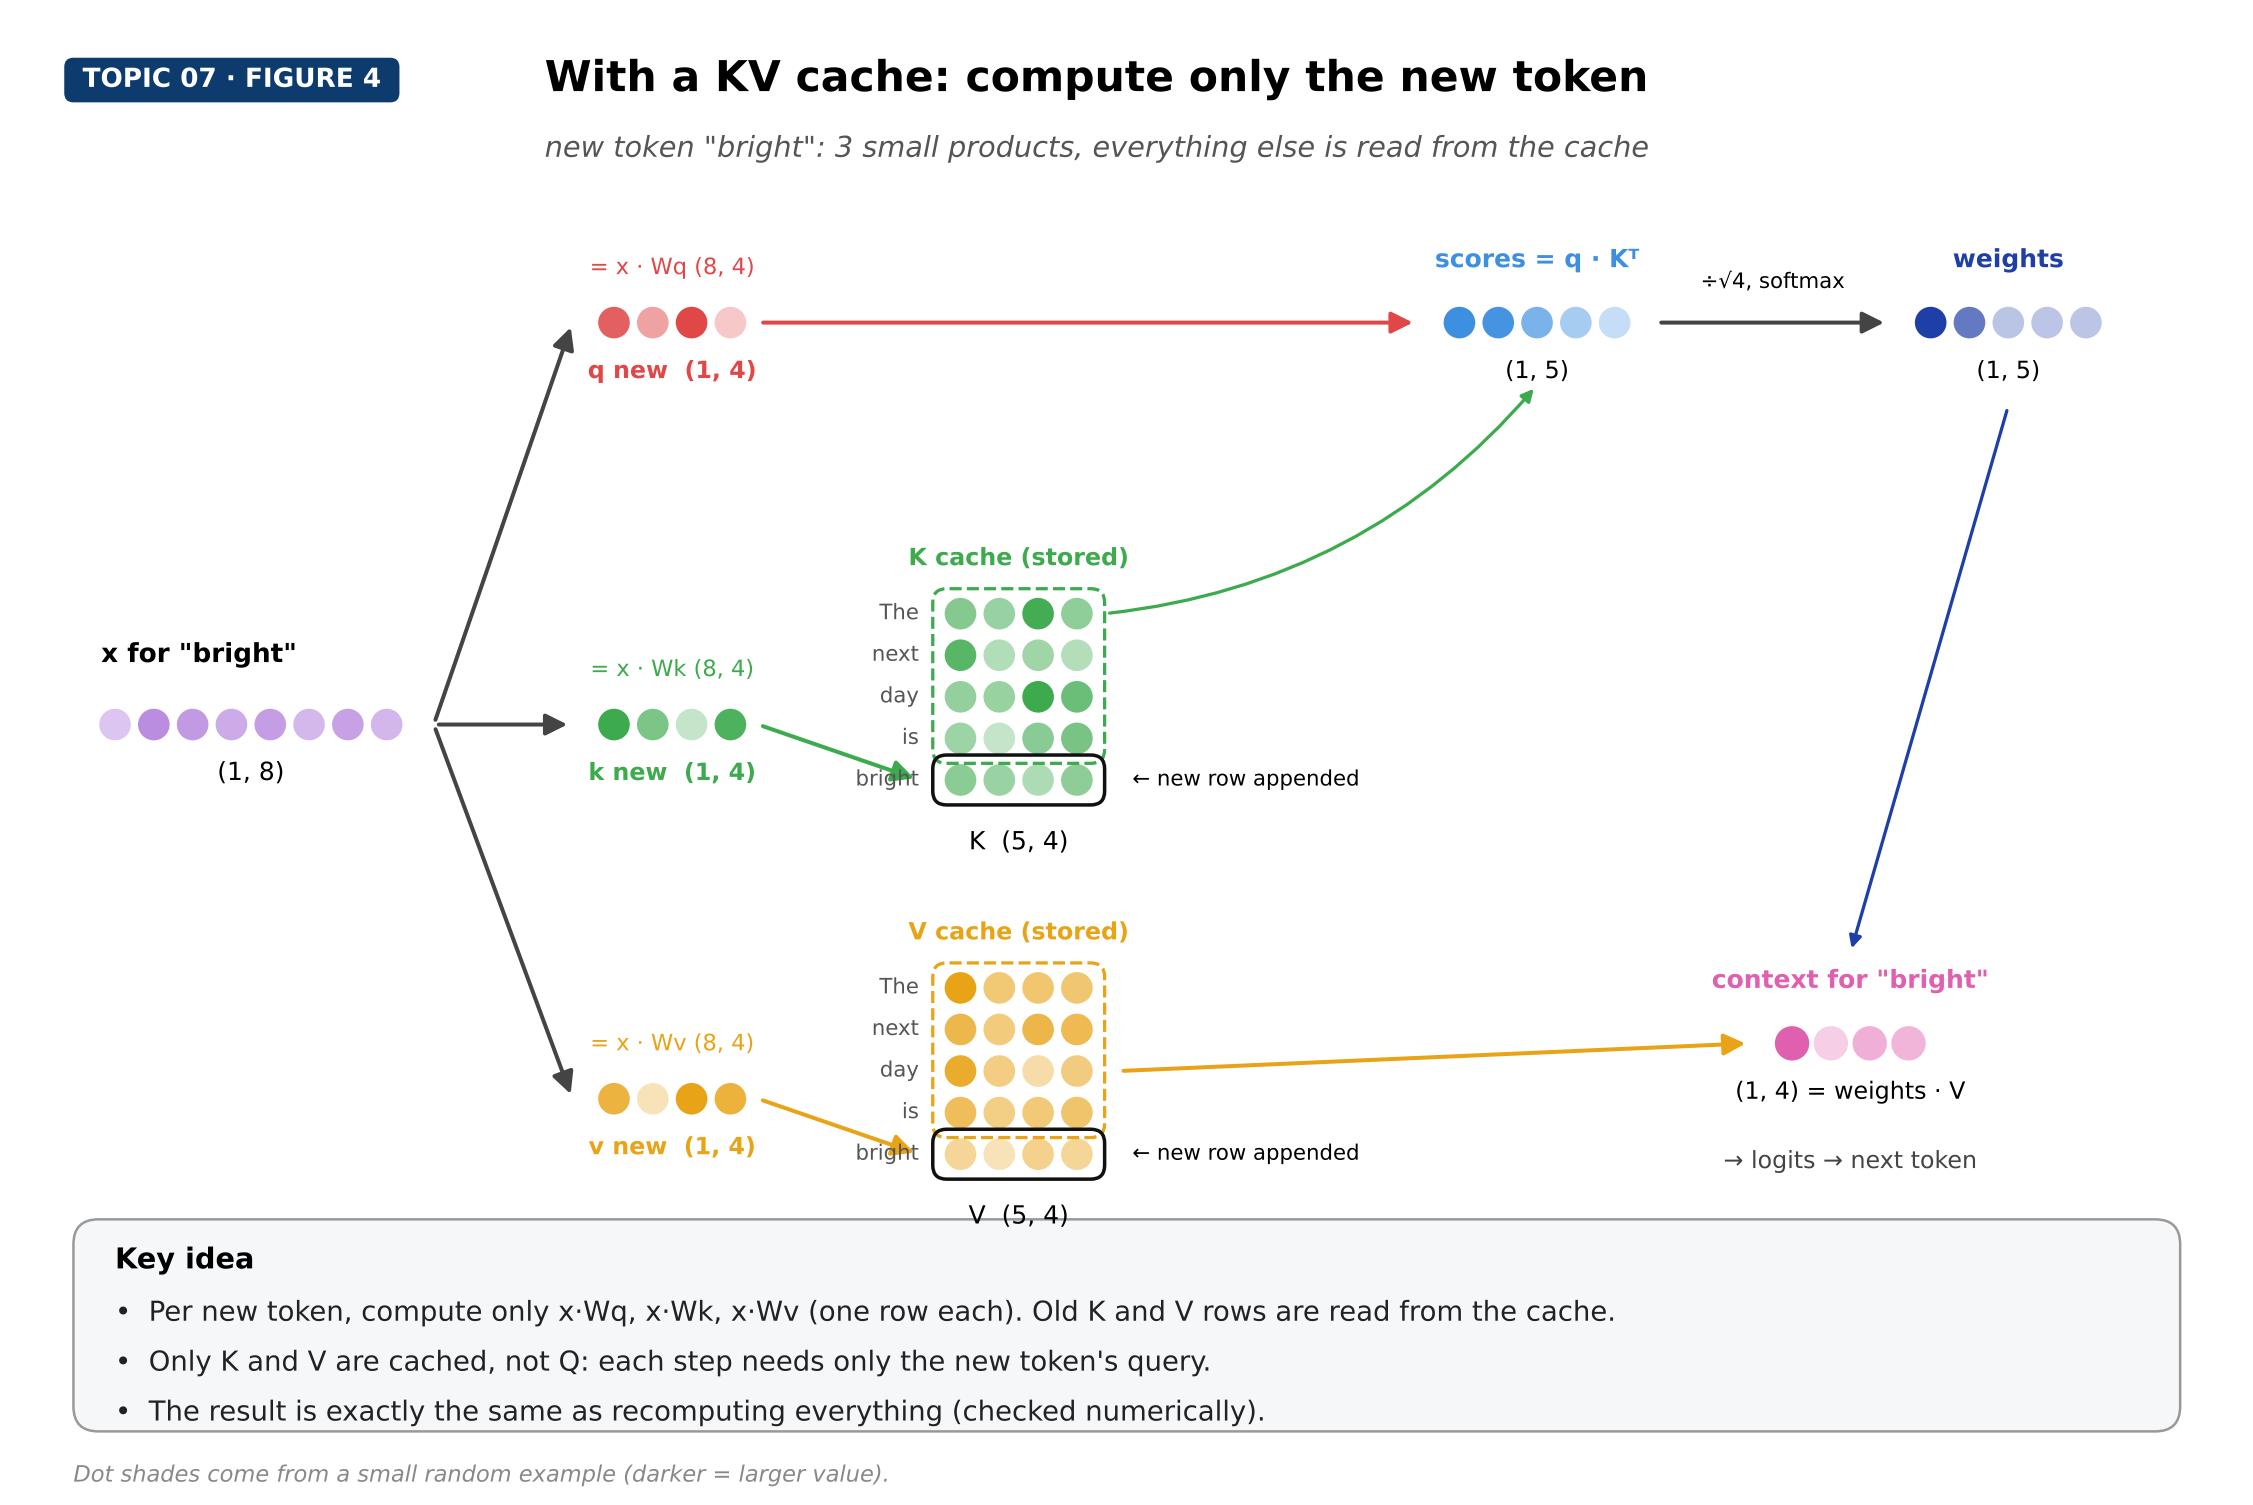 TOPIC 07 · FIGURE 4
With a KV cache: compute only the new token
new token "bright": 3 small products, everything else is read from the cache
= x · Wq (8, 4)
q new (1, 4)
scores = q · Kᵀ
(1, 5)
÷√4, softmax
weights
(1, 5)
x for "bright"
(1, 8)
= x · Wk (8, 4)
k new (1, 4)
K cache (stored)
The
next
day
is
bright
← new row appended
K (5, 4)
= x · Wv (8, 4)
v new (1, 4)
V cache (stored)
The
next
day
is
bright
← new row appended
V (5, 4)
context for "bright"
(1, 4) = weights · V
→ logits → next token
Key idea
• Per new token, compute only x·Wq, x·Wk, x·Wv (one row each). Old K and V rows are read from the cache.
• Only K and V are cached, not Q: each step needs only the new token's query.
• The result is exactly the same as recomputing everything (checked numerically).
Dot shades come from a small random example (darker = larger value).